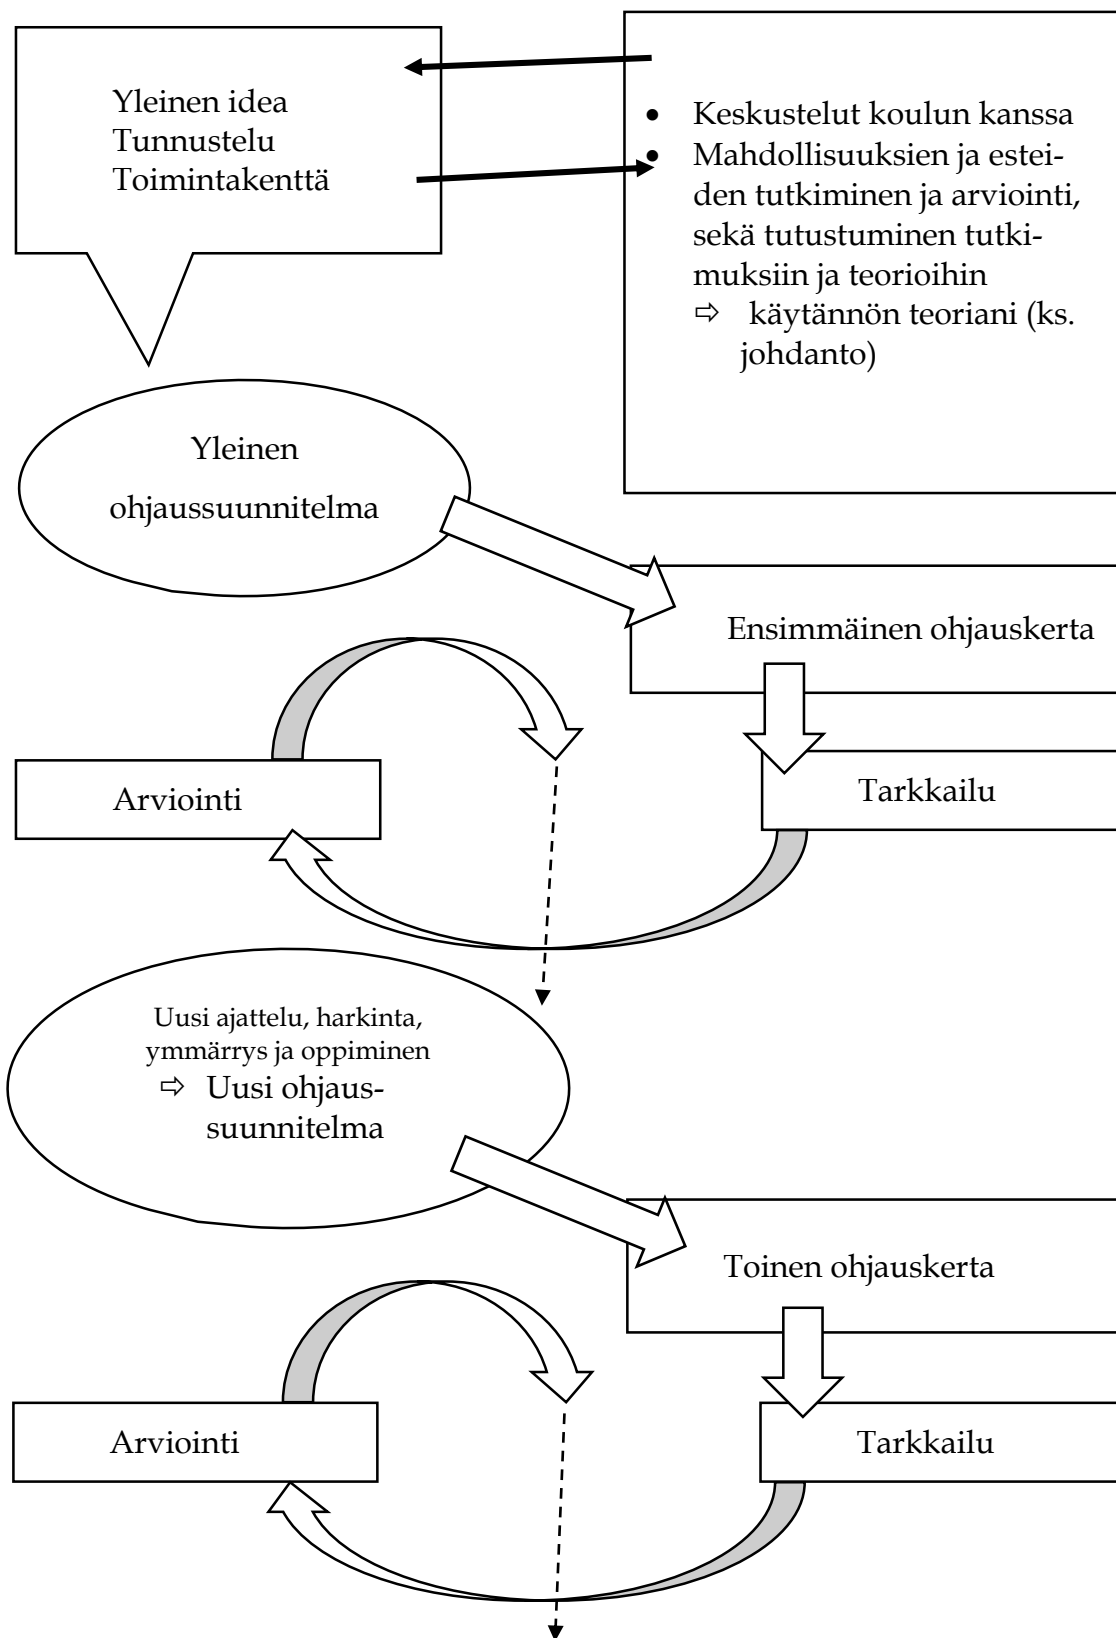 Yleinen idea
Tunnustelu
Toimintakenttä
• Keskustelut koulun kanssa
• Mahdollisuuksien ja estei-
den tutkiminen ja arviointi,
sekä tutustuminen tutki-
muksiin ja teorioihin
⇨ käytännön teoriani (ks.
johdanto)
Yleinen
ohjaussuunnitelma
Ensimmäinen ohjauskerta
Arviointi
Tarkkailu
Uusi ajattelu, harkinta,
ymmärrys ja oppiminen
⇨ Uusi ohjaus-
suunnitelma
Toinen ohjauskerta
Arviointi
Tarkkailu